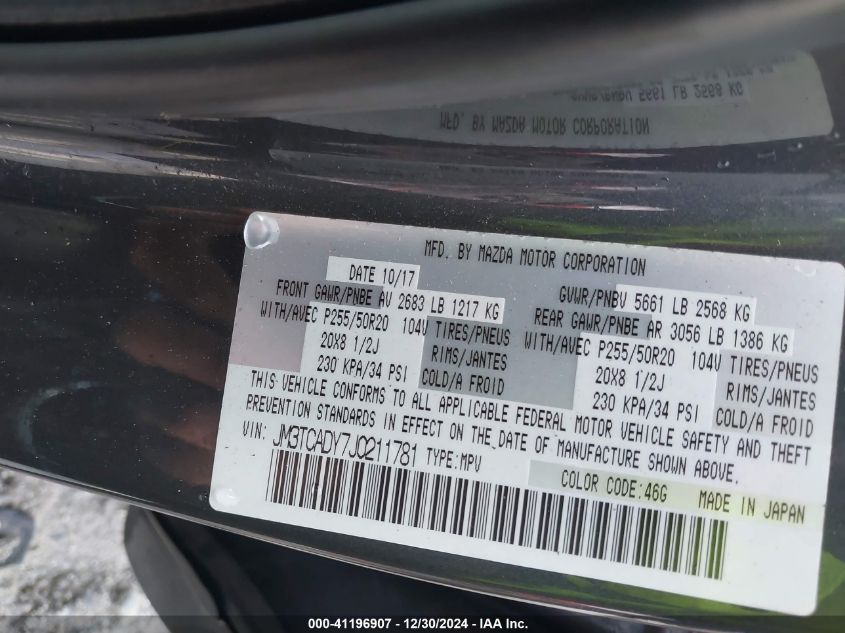 MFD. BY MAZDA MOTOR CORPORATION
DATE 10/17
GVWR/PNBV 5661 LB 2568 KG
FRONT GAWR/PNBE AV 2683 LB 1217 KG
REAR GAWR/PNBE AR 3056 LB 1386 KG
WITH/AVEC P255/50R20 104V TIRES/PNEUS
WITH/AVEC P255/50R20 104V TIRES/PNEUS
20X8 1/2J RIMS/JANTES
20X8 1/2J RIMS/JANTES
230 KPA/34 PSI COLD/A FROID
230 KPA/34 PSI COLD/A FROID
THIS VEHICLE CONFORMS TO ALL APPLICABLE FEDERAL MOTOR VEHICLE SAFETY AND THEFT
PREVENTION STANDARDS IN EFFECT ON THE DATE OF MANUFACTURE SHOWN ABOVE.
VIN: JM3TCADY7J0211781 TYPE:MPV
COLOR CODE:46G MADE IN JAPAN
000-41196907 - 12/30/2024 - IAA Inc.